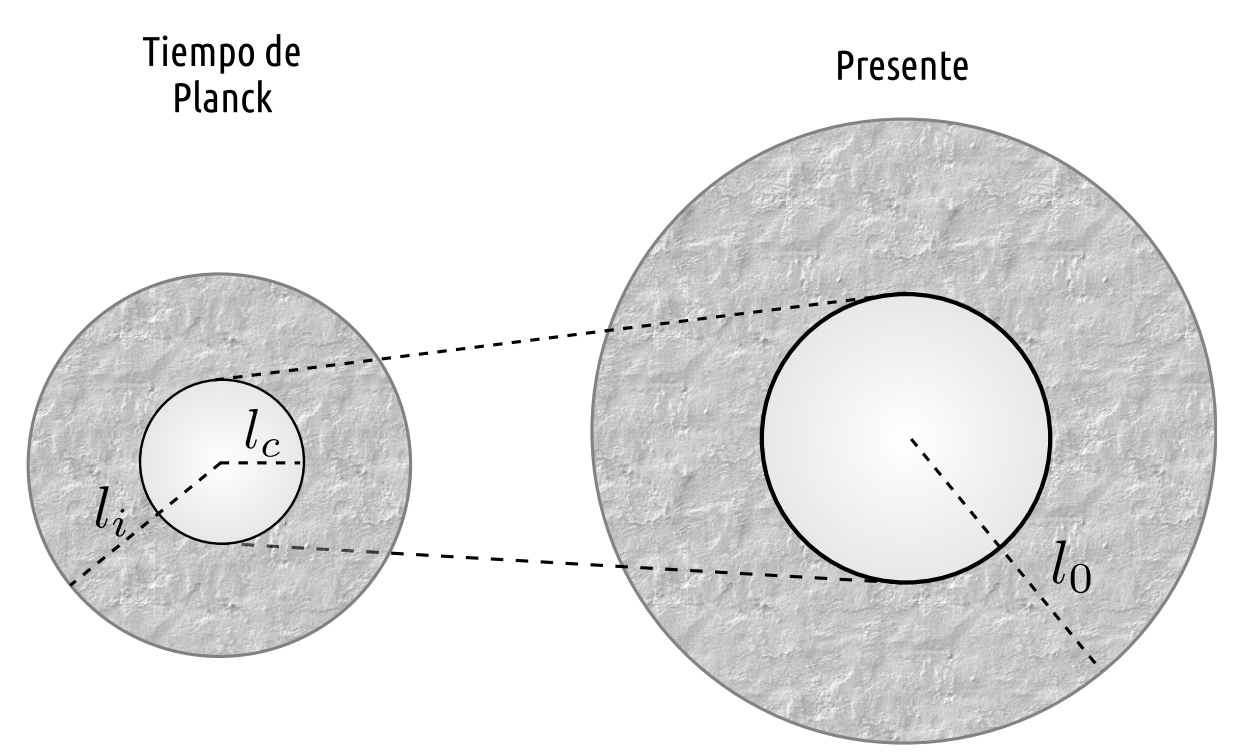 Tiempo de
Planck
Presente
l_c
l_i
l_0